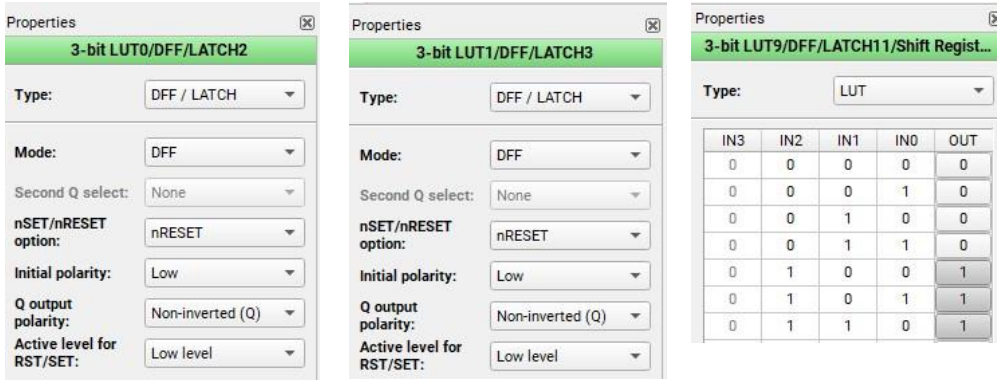 Properties
3-bit LUT0/DFF/LATCH2
Type: DFF / LATCH
Mode: DFF
Second Q select: None
nSET/nRESET
option: nRESET
Initial polarity: Low
Q output
polarity: Non-inverted (Q)
Active level for
RST/SET: Low level
Properties
3-bit LUT1/DFF/LATCH3
Type: DFF / LATCH
Mode: DFF
Second Q select: None
nSET/nRESET
option: nRESET
Initial polarity: Low
Q output
polarity: Non-inverted (Q)
Active level for
RST/SET: Low level
Properties
3-bit LUT9/DFF/LATCH11/Shift Regist...
Type: LUT
IN3 IN2 IN1 IN0 OUT
0 0 0 0 0
0 0 0 1 0
0 0 1 0 0
0 0 1 1 0
0 1 0 0 1
0 1 0 1 1
0 1 1 0 1